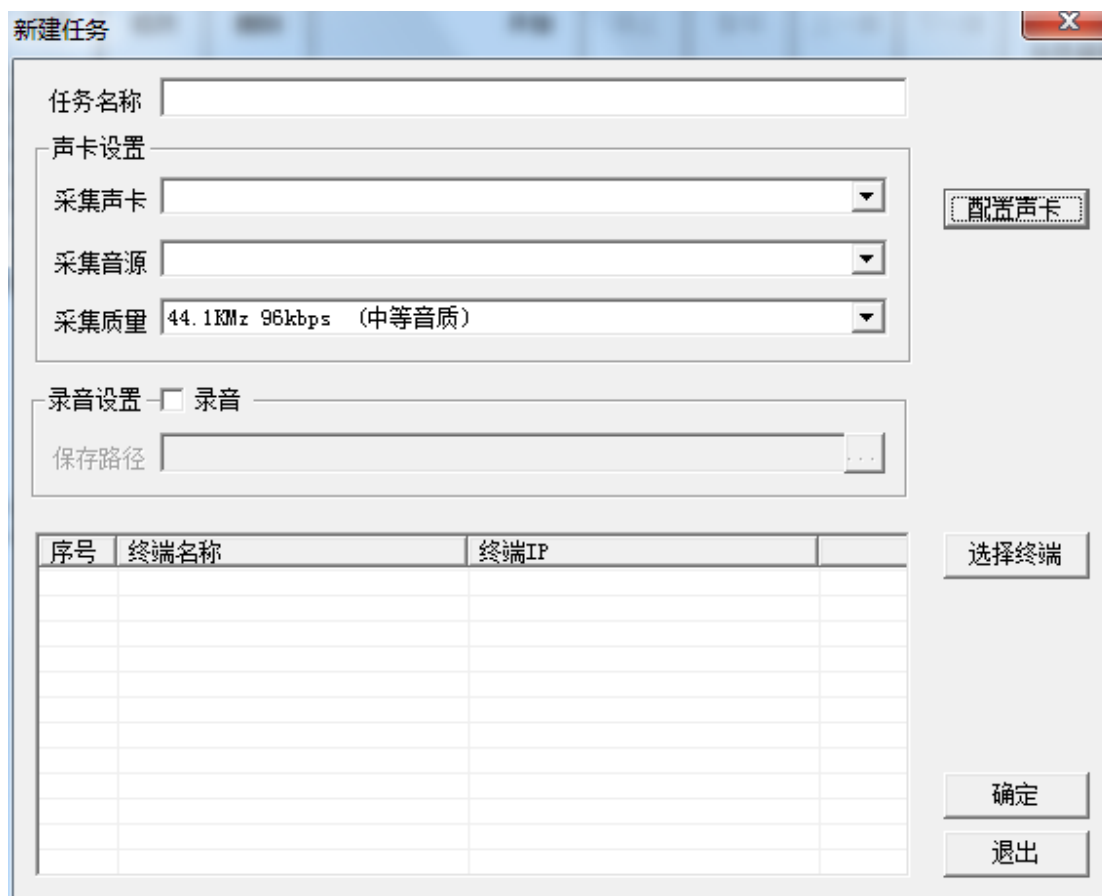 新建任务
任务名称
声卡设置
采集声卡
配置声卡
采集音源
采集质量 44.1KMz 96kbps （中等音质）
录音设置 录音
保存路径 ...
序号 终端名称 终端IP
选择终端
确定
退出